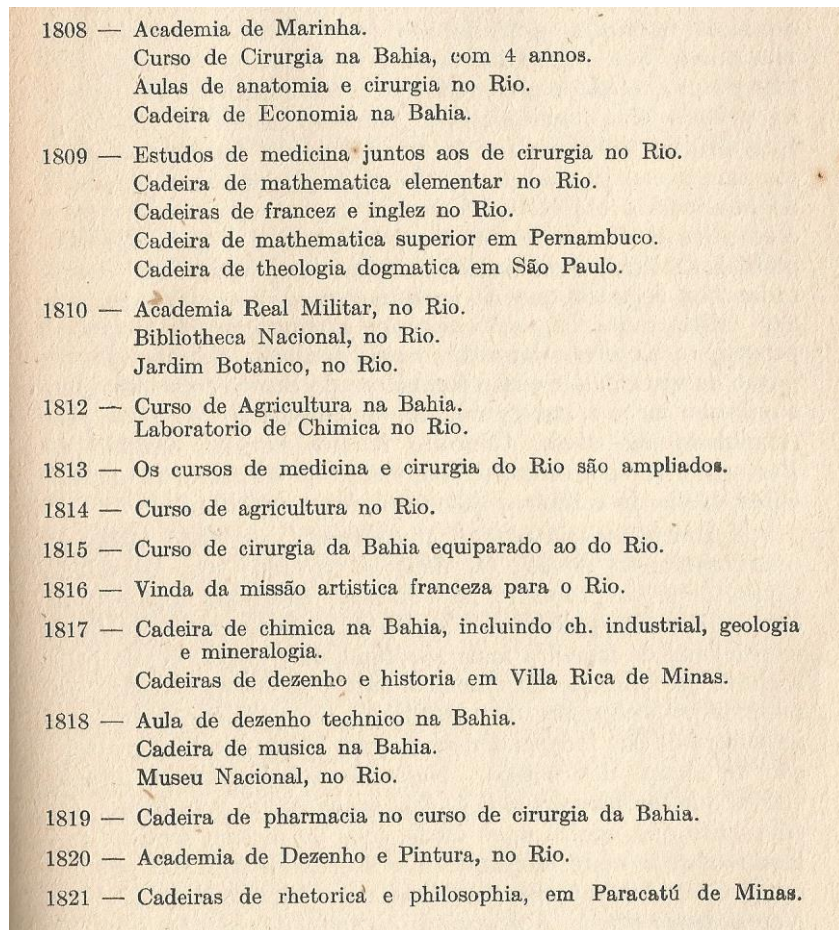 1808 — Academia de Marinha.
Curso de Cirurgia na Bahia, com 4 annos.
Aulas de anatomia e cirurgia no Rio.
Cadeira de Economia na Bahia.
1809 — Estudos de medicina juntos aos de cirurgia no Rio.
Cadeira de mathematica elementar no Rio.
Cadeiras de francez e inglez no Rio.
Cadeira de mathematica superior em Pernambuco.
Cadeira de theologia dogmatica em São Paulo.
1810 — Academia Real Militar, no Rio.
Bibliotheca Nacional, no Rio.
Jardim Botanico, no Rio.
1812 — Curso de Agricultura na Bahia.
Laboratorio de Chimica no Rio.
1813 — Os cursos de medicina e cirurgia do Rio são ampliados.
1814 — Curso de agricultura no Rio.
1815 — Curso de cirurgia da Bahia equiparado ao do Rio.
1816 — Vinda da missão artistica franceza para o Rio.
1817 — Cadeira de chimica na Bahia, incluindo ch. industrial, geologia
e mineralogia.
Cadeiras de dezenho e historia em Villa Rica de Minas.
1818 — Aula de dezenho technico na Bahia.
Cadeira de musica na Bahia.
Museu Nacional, no Rio.
1819 — Cadeira de pharmacia no curso de cirurgia da Bahia.
1820 — Academia de Dezenho e Pintura, no Rio.
1821 — Cadeiras de rhetorica e philosophia, em Paracatú de Minas.